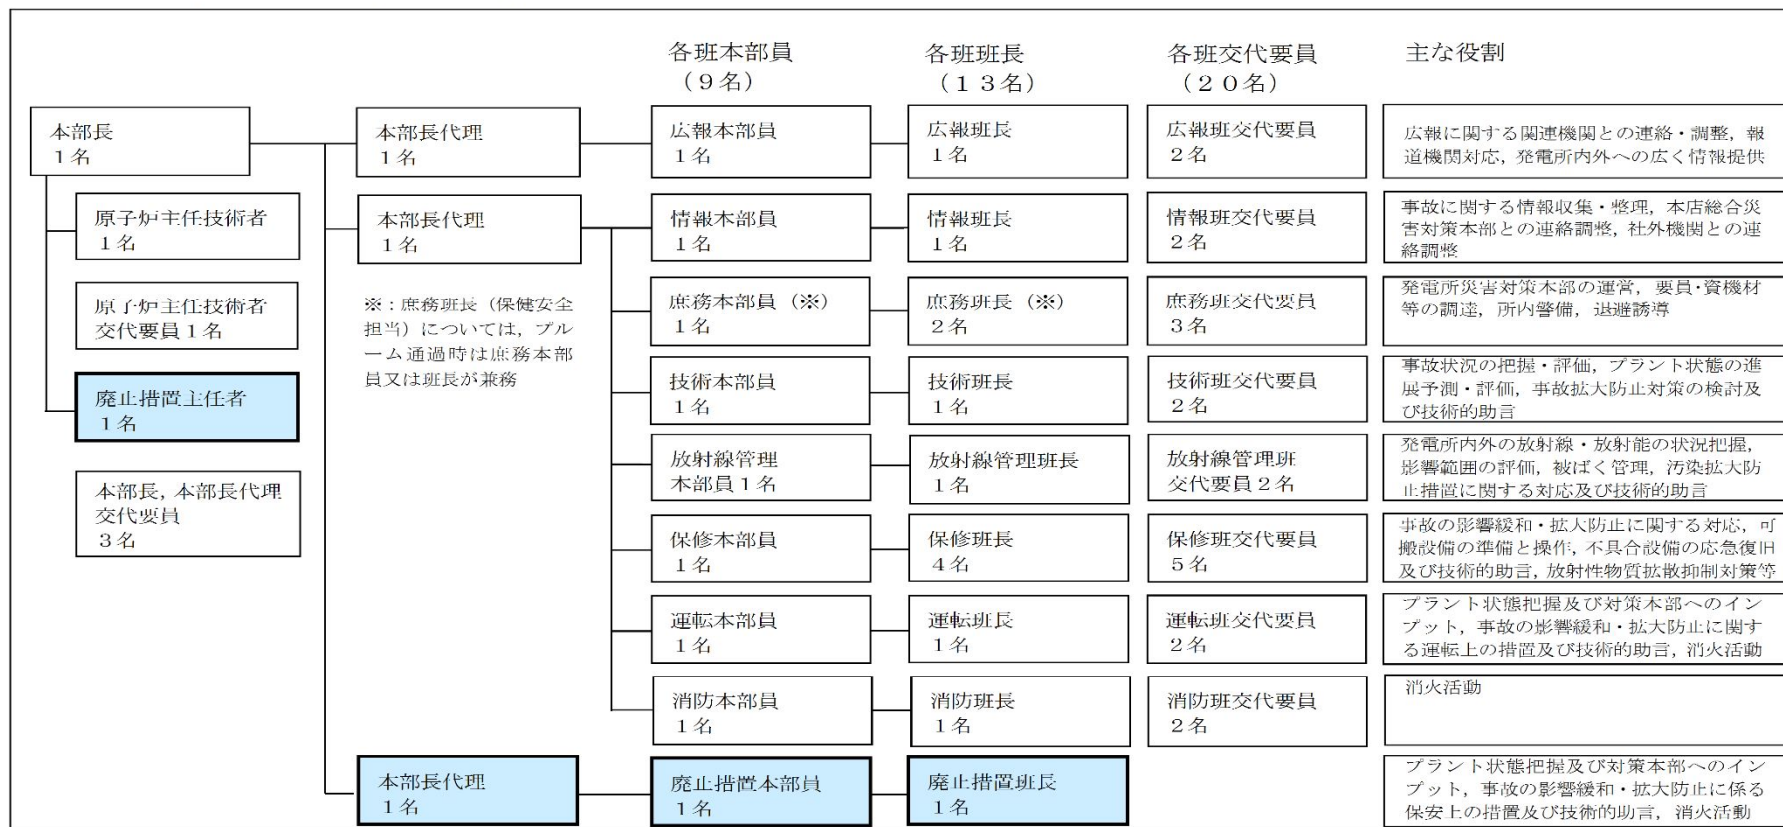 各班本部員
（９名）
各班班長
（１３名）
各班交代要員
（２０名）
主な役割
本部長
１名
原子炉主任技術者
１名
原子炉主任技術者
交代要員１名
廃止措置主任者
１名
本部長，本部長代理
交代要員
３名
本部長代理
１名
本部長代理
１名
※：庶務班長（保健安全
担当）については，プル
ーム通過時は庶務本部
員又は班長が兼務
本部長代理
１名
広報本部員
１名
広報班長
１名
広報班交代要員
２名
広報に関する関連機関との連絡・調整，報
道機関対応，発電所内外への広く情報提供
情報本部員
１名
情報班長
１名
情報班交代要員
２名
事故に関する情報収集・整理，本店総合災
害対策本部との連絡調整，社外機関との連
絡調整
庶務本部員（※）
１名
庶務班長（※）
２名
庶務班交代要員
３名
発電所災害対策本部の運営，要員・資機材
等の調達，所内警備，退避誘導
技術本部員
１名
技術班長
１名
技術班交代要員
２名
事故状況の把握・評価，プラント状態の進
展予測・評価，事故拡大防止対策の検討及
び技術的助言
放射線管理
本部員１名
放射線管理班長
１名
放射線管理班
交代要員２名
発電所内外の放射線・放射能の状況把握，
影響範囲の評価，被ばく管理，汚染拡大防
止措置に関する対応及び技術的助言
保修本部員
１名
保修班長
４名
保修班交代要員
５名
事故の影響緩和・拡大防止に関する対応，可
搬設備の準備と操作，不具合設備の応急復旧
及び技術的助言，放射性物質拡散抑制対策等
運転本部員
１名
運転班長
１名
運転班交代要員
２名
プラント状態把握及び対策本部へのイン
プット，事故の影響緩和・拡大防止に関す
る運転上の措置及び技術的助言，消火活動
消防本部員
１名
消防班長
１名
消防班交代要員
２名
消火活動
廃止措置本部員
１名
廃止措置班長
１名
プラント状態把握及び対策本部へのイン
プット，事故の影響緩和・拡大防止に係る
保安上の措置及び技術的助言，消火活動